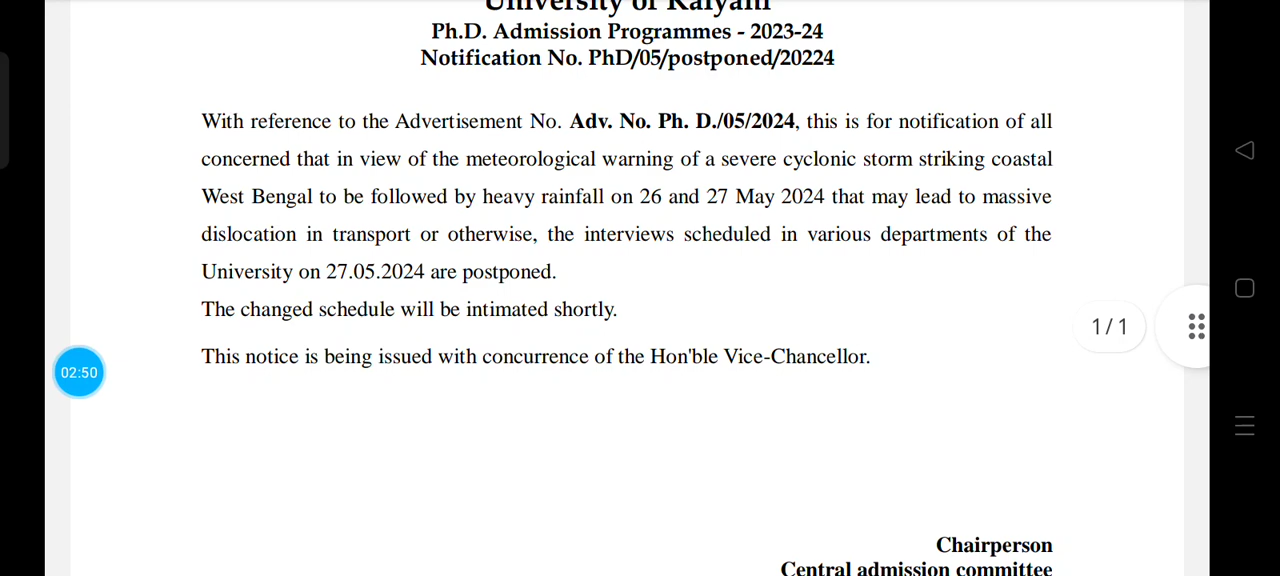 University of Kalyani
Ph.D. Admission Programmes - 2023-24
Notification No. PhD/05/postponed/20224
With reference to the Advertisement No. Adv. No. Ph. D./05/2024, this is for notification of all
concerned that in view of the meteorological warning of a severe cyclonic storm striking coastal
West Bengal to be followed by heavy rainfall on 26 and 27 May 2024 that may lead to massive
dislocation in transport or otherwise, the interviews scheduled in various departments of the
University on 27.05.2024 are postponed.
The changed schedule will be intimated shortly.
1/1
This notice is being issued with concurrence of the Hon'ble Vice-Chancellor.
02:50
Chairperson
Central admission committee